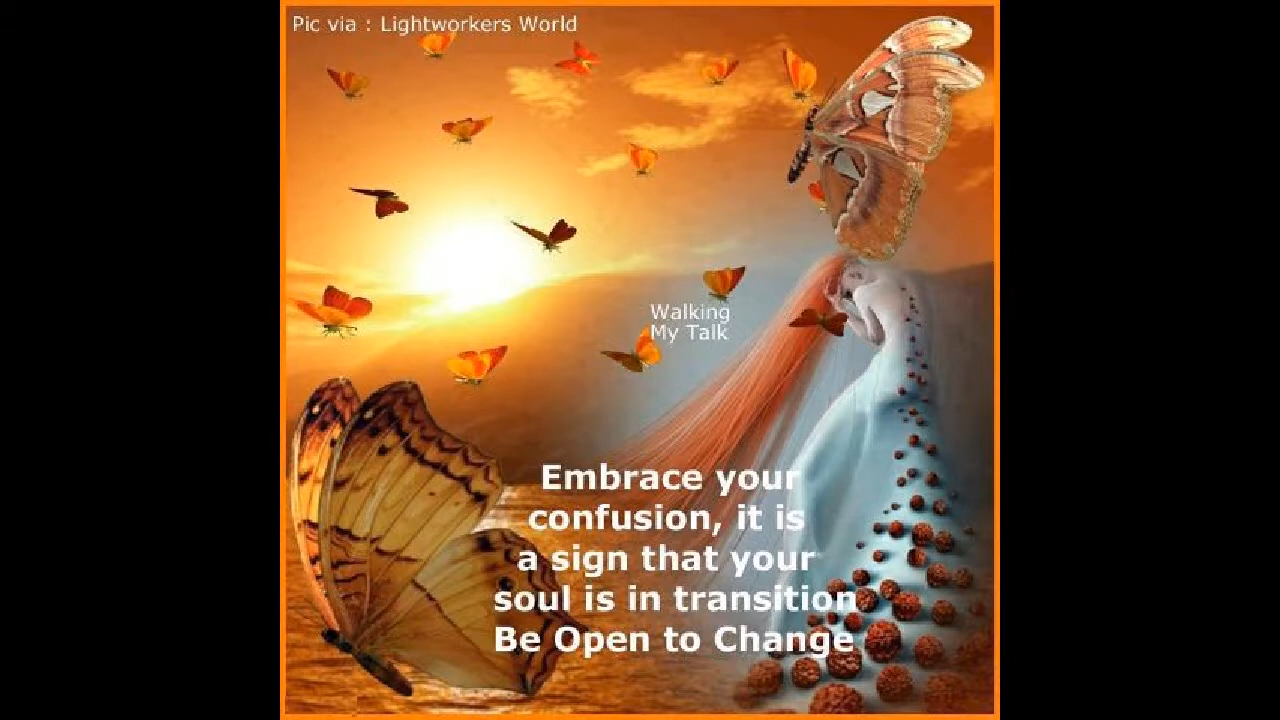 Pic via : Lightworkers World
Walking
My Talk
Embrace your
confusion, it is
a sign that your
soul is in transition
Be Open to Change